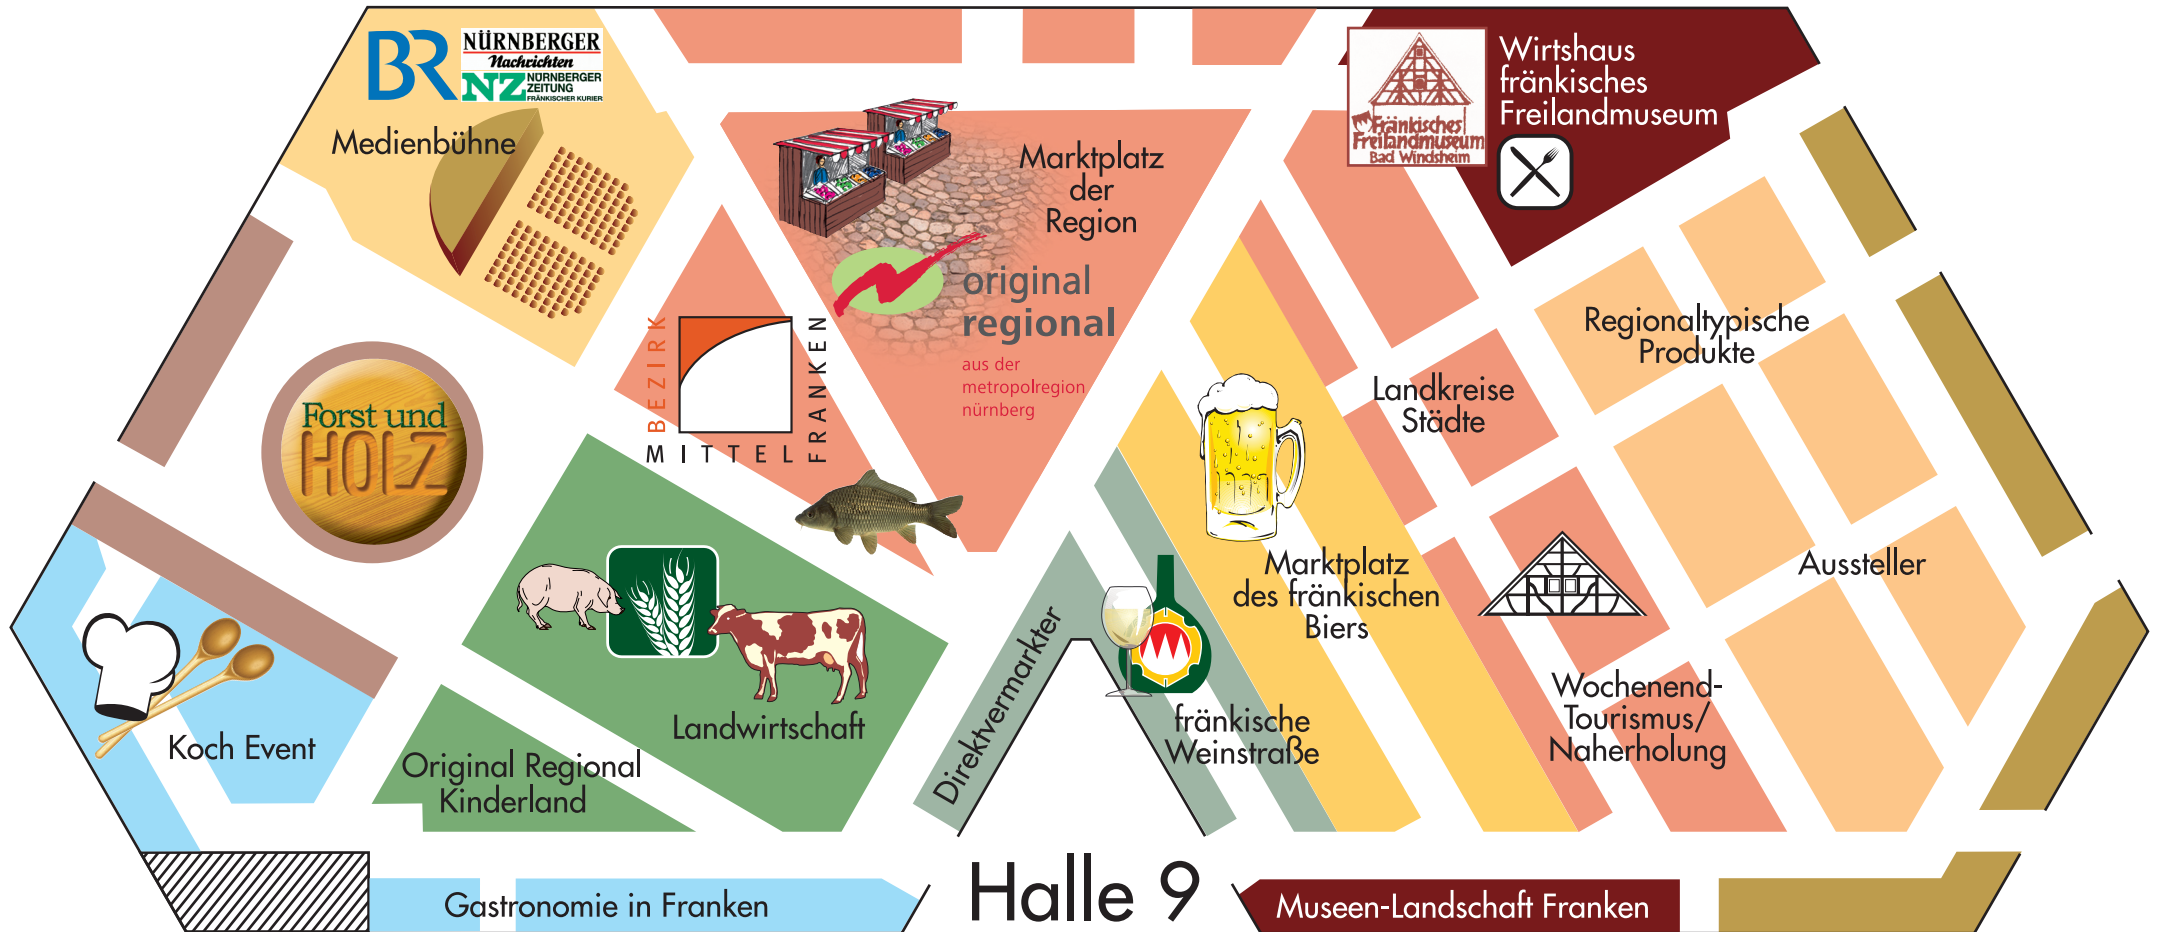 BR
NÜRNBERGER
Nachrichten
NZ NÜRNBERGER
ZEITUNG
FRÄNKISCHER KURIER
Medienbühne
Marktplatz
der
Region
original
regional
aus der
metropolregion
nürnberg
Fränkisches
Freilandmuseum
Bad Windsheim
Wirtshaus
fränkisches
Freilandmuseum
BEZIRK
MITTEL
FRANKEN
Forst und
HOLZ
Regionaltypische
Produkte
Landkreise
Städte
Aussteller
Marktplatz
des fränkischen
Biers
Direktvermarkter
fränkische
Weinstraße
Wochenend-
Tourismus/
Naherholung
Landwirtschaft
Koch Event
Original Regional
Kinderland
Gastronomie in Franken
Halle 9
Museen-Landschaft Franken